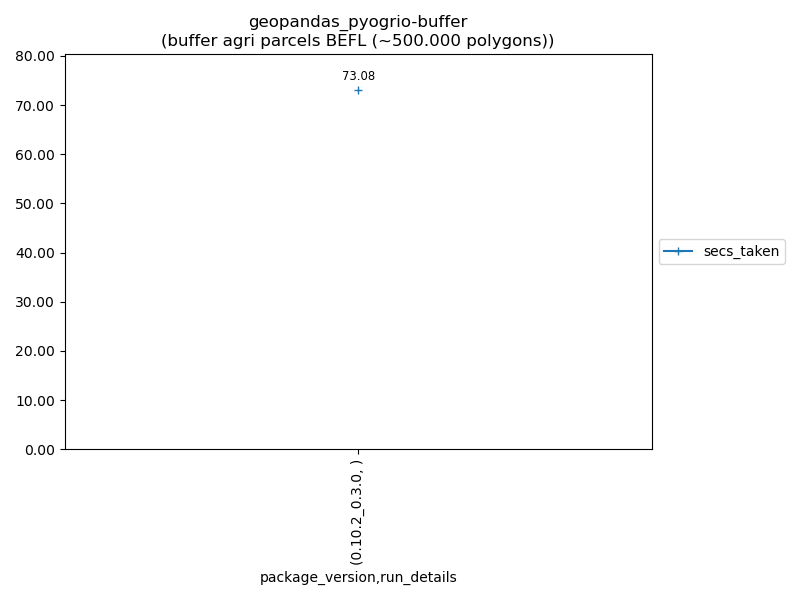 geopandas_pyogrio-buffer
(buffer agri parcels BEFL (~500.000 polygons))
80.00
70.00
60.00
50.00
40.00
30.00
20.00
10.00
0.00
73.08
secs_taken
(0.10.2_0.3.0, )
package_version,run_details